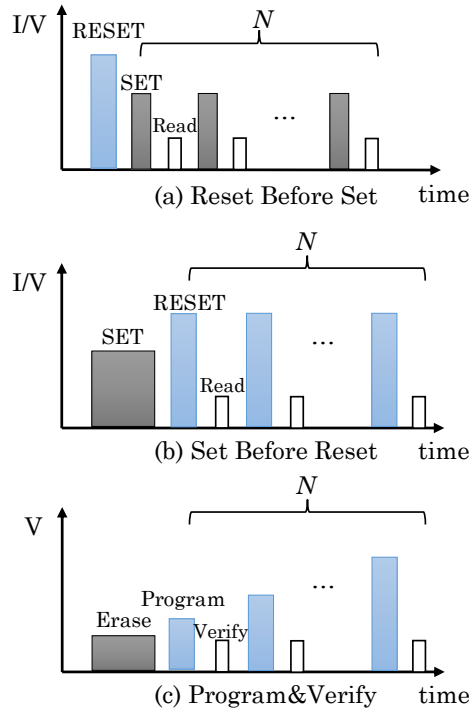 I/V
N
RESET
SET
Read
...
(a) Reset Before Set
time
N
I/V
RESET
SET
...
Read
(b) Set Before Reset
time
N
V
...
Program
Erase
Verify
(c) Program&Verify
time